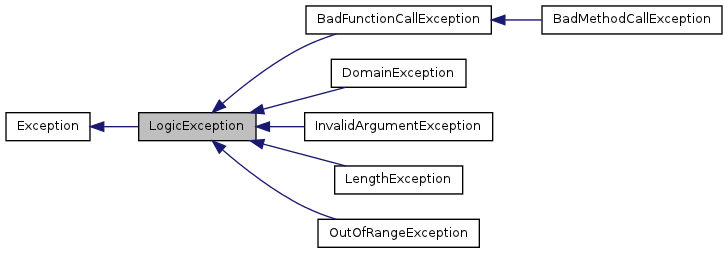 BadFunctionCallException
BadMethodCallException
DomainException
Exception
LogicException
InvalidArgumentException
LengthException
OutOfRangeException